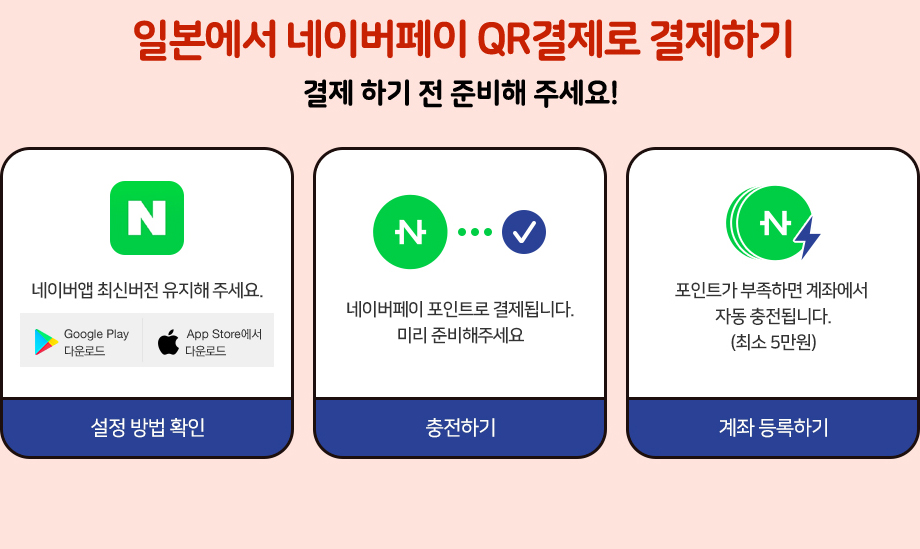 일본에서 네이버페이 QR결제로 결제하기
결제 하기 전 준비해 주세요!
N
네이버앱 최신버전 유지해 주세요.
Google Play
다운로드
App Store에서
다운로드
설정 방법 확인
N
네이버페이 포인트로 결제됩니다.
미리 준비해주세요
충전하기
N
포인트가 부족하면 계좌에서
자동 충전됩니다.
(최소 5만원)
계좌 등록하기